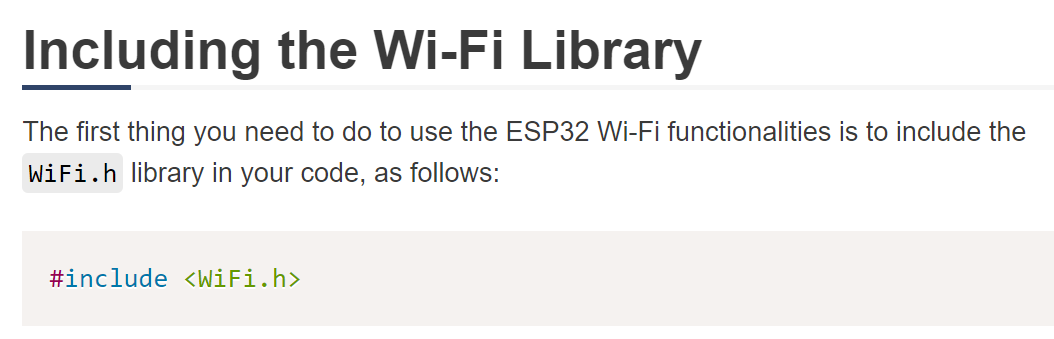 Including the Wi-Fi Library
The first thing you need to do to use the ESP32 Wi-Fi functionalities is to include the
WiFi.h library in your code, as follows:
#include <WiFi.h>